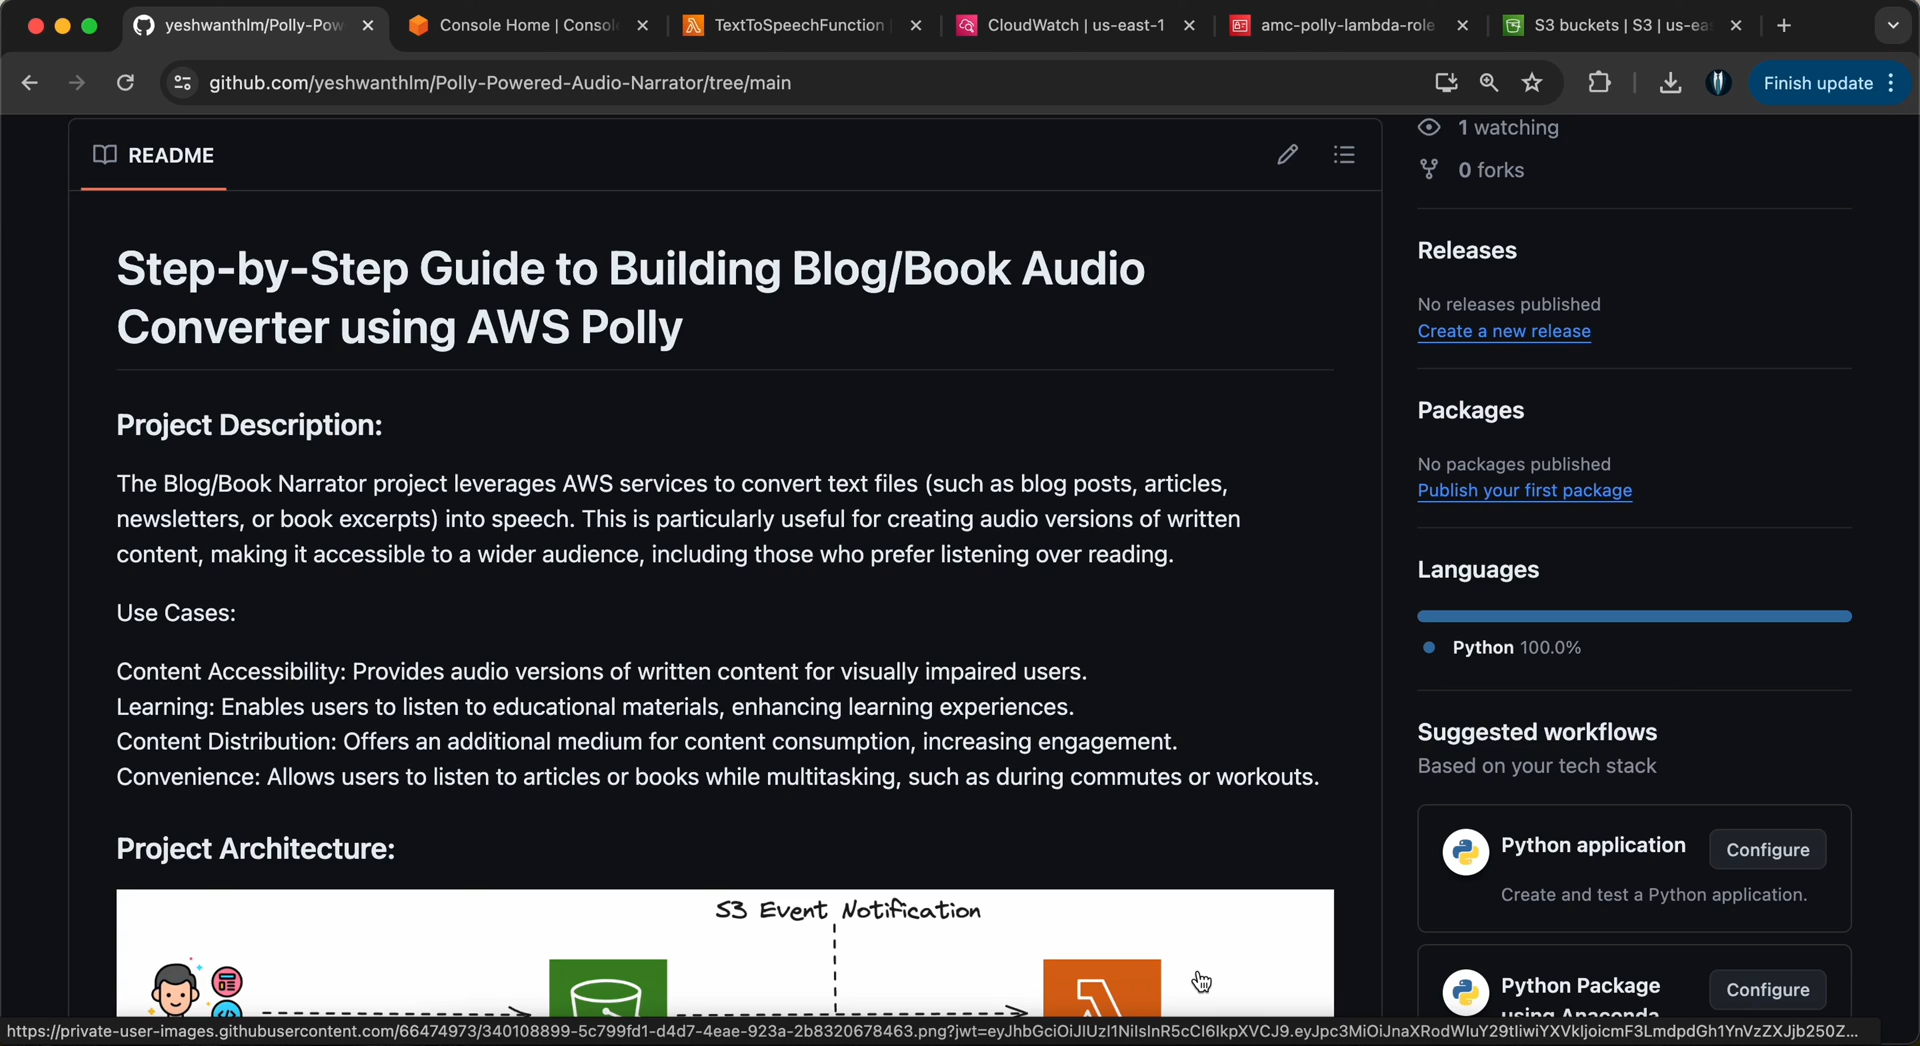 yeshwanthlm/Polly-Pow
Console Home | Consol
TextToSpeechFunction
CloudWatch | us-east-1
amc-polly-lambda-role
S3 buckets | S3 | us-ea
github.com/yeshwanthlm/Polly-Powered-Audio-Narrator/tree/main
Finish update
README
Step-by-Step Guide to Building Blog/Book Audio
Converter using AWS Polly
Project Description:
The Blog/Book Narrator project leverages AWS services to convert text files (such as blog posts, articles,
newsletters, or book excerpts) into speech. This is particularly useful for creating audio versions of written
content, making it accessible to a wider audience, including those who prefer listening over reading.
Use Cases:
Content Accessibility: Provides audio versions of written content for visually impaired users.
Learning: Enables users to listen to educational materials, enhancing learning experiences.
Content Distribution: Offers an additional medium for content consumption, increasing engagement.
Convenience: Allows users to listen to articles or books while multitasking, such as during commutes or workouts.
Project Architecture:
S3 Event Notification
1 watching
0 forks
Releases
No releases published
Create a new release
Packages
No packages published
Publish your first package
Languages
Python 100.0%
Suggested workflows
Based on your tech stack
Python application
Configure
Create and test a Python application.
Python Package
using Anaconda
Configure
https://private-user-images.githubusercontent.com/66474973/340108899-5c799fd1-d4d7-4eae-923a-2b8320678463.png?jwt=